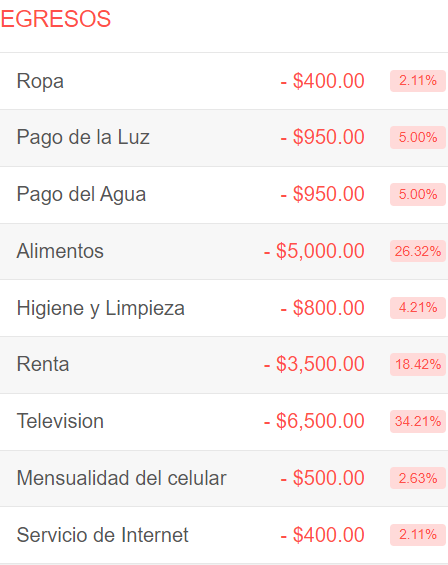 EGRESOS
Ropa - $400.00 2.11%
Pago de la Luz - $950.00 5.00%
Pago del Agua - $950.00 5.00%
Alimentos - $5,000.00 26.32%
Higiene y Limpieza - $800.00 4.21%
Renta - $3,500.00 18.42%
Television - $6,500.00 34.21%
Mensualidad del celular - $500.00 2.63%
Servicio de Internet - $400.00 2.11%